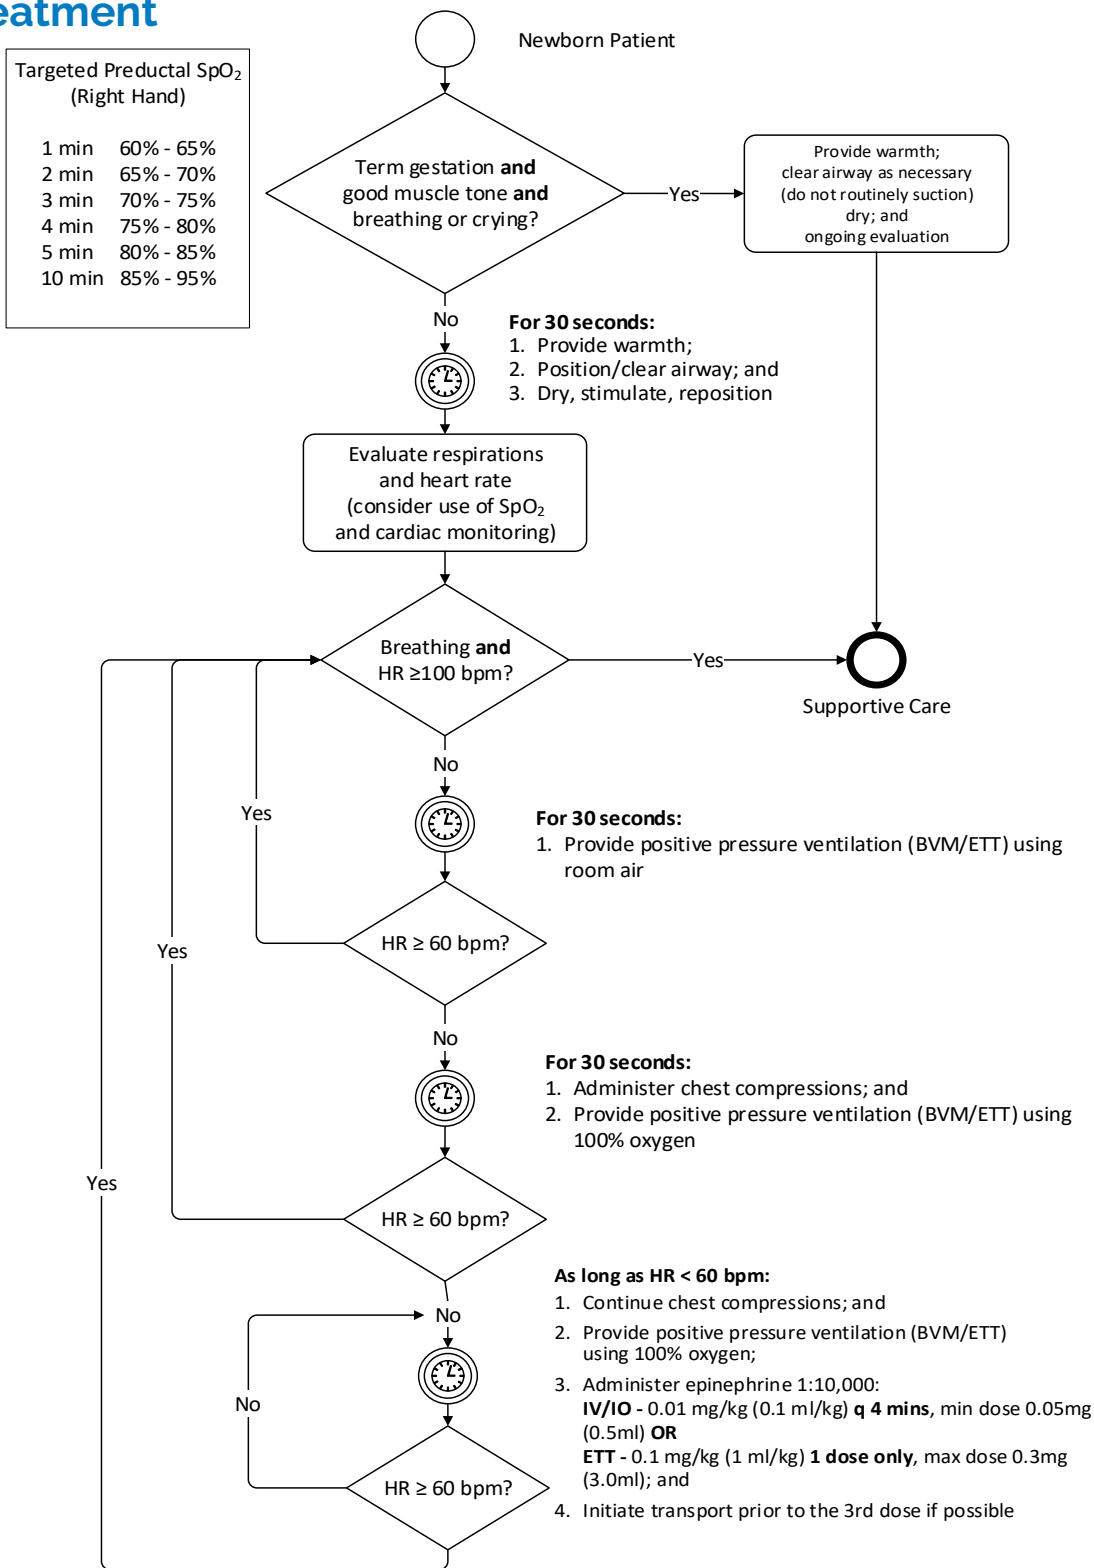 eatment
Targeted Preductal SpO₂
(Right Hand)
1 min 60% - 65%
2 min 65% - 70%
3 min 70% - 75%
4 min 75% - 80%
5 min 80% - 85%
10 min 85% - 95%
Newborn Patient
Term gestation and
good muscle tone and
breathing or crying?
Yes
Provide warmth;
clear airway as necessary
(do not routinely suction)
dry; and
ongoing evaluation
No
For 30 seconds:
1. Provide warmth;
2. Position/clear airway; and
3. Dry, stimulate, reposition
Evaluate respirations
and heart rate
(consider use of SpO₂
and cardiac monitoring)
Breathing and
HR ≥100 bpm?
Yes
Supportive Care
No
Yes
For 30 seconds:
1. Provide positive pressure ventilation (BVM/ETT) using
room air
HR ≥ 60 bpm?
Yes
No
For 30 seconds:
1. Administer chest compressions; and
2. Provide positive pressure ventilation (BVM/ETT) using
100% oxygen
Yes
HR ≥ 60 bpm?
No
As long as HR < 60 bpm:
1. Continue chest compressions; and
2. Provide positive pressure ventilation (BVM/ETT)
using 100% oxygen;
3. Administer epinephrine 1:10,000:
IV/IO - 0.01 mg/kg (0.1 ml/kg) q 4 mins, min dose 0.05mg
(0.5ml) OR
ETT - 0.1 mg/kg (1 ml/kg) 1 dose only, max dose 0.3mg
(3.0ml); and
4. Initiate transport prior to the 3rd dose if possible
No
HR ≥ 60 bpm?